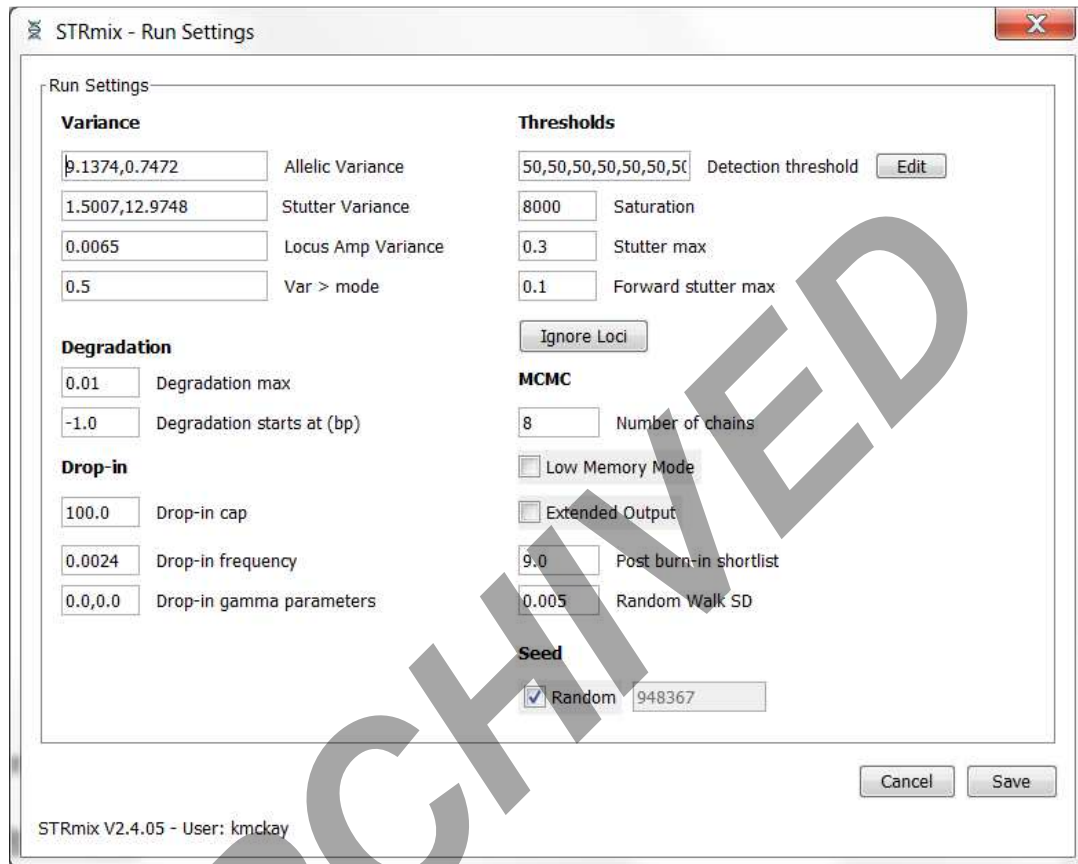 STRmix - Run Settings
Run Settings
Variance
9.1374,0.7472 Allelic Variance
1.5007,12.9748 Stutter Variance
0.0065 Locus Amp Variance
0.5 Var > mode
Degradation
0.01 Degradation max
-1.0 Degradation starts at (bp)
Drop-in
100.0 Drop-in cap
0.0024 Drop-in frequency
0.0,0.0 Drop-in gamma parameters
Thresholds
50,50,50,50,50,50,50 Detection threshold Edit
8000 Saturation
0.3 Stutter max
0.1 Forward stutter max
Ignore Loci
MCMC
8 Number of chains
Low Memory Mode
Extended Output
9.0 Post burn-in shortlist
0.005 Random Walk SD
Seed
Random 948367
Cancel Save
STRmix V2.4.05 - User: kmckay
ARCHIVED